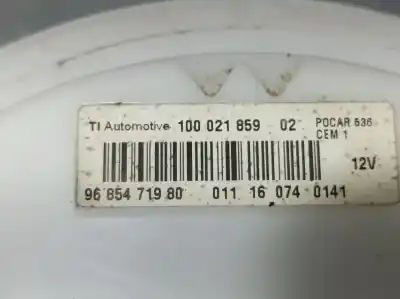 TI Automotive 100 021 859 02 POCAR 536
CEM 1
12V
96 854 719 80 011 16 074 0141